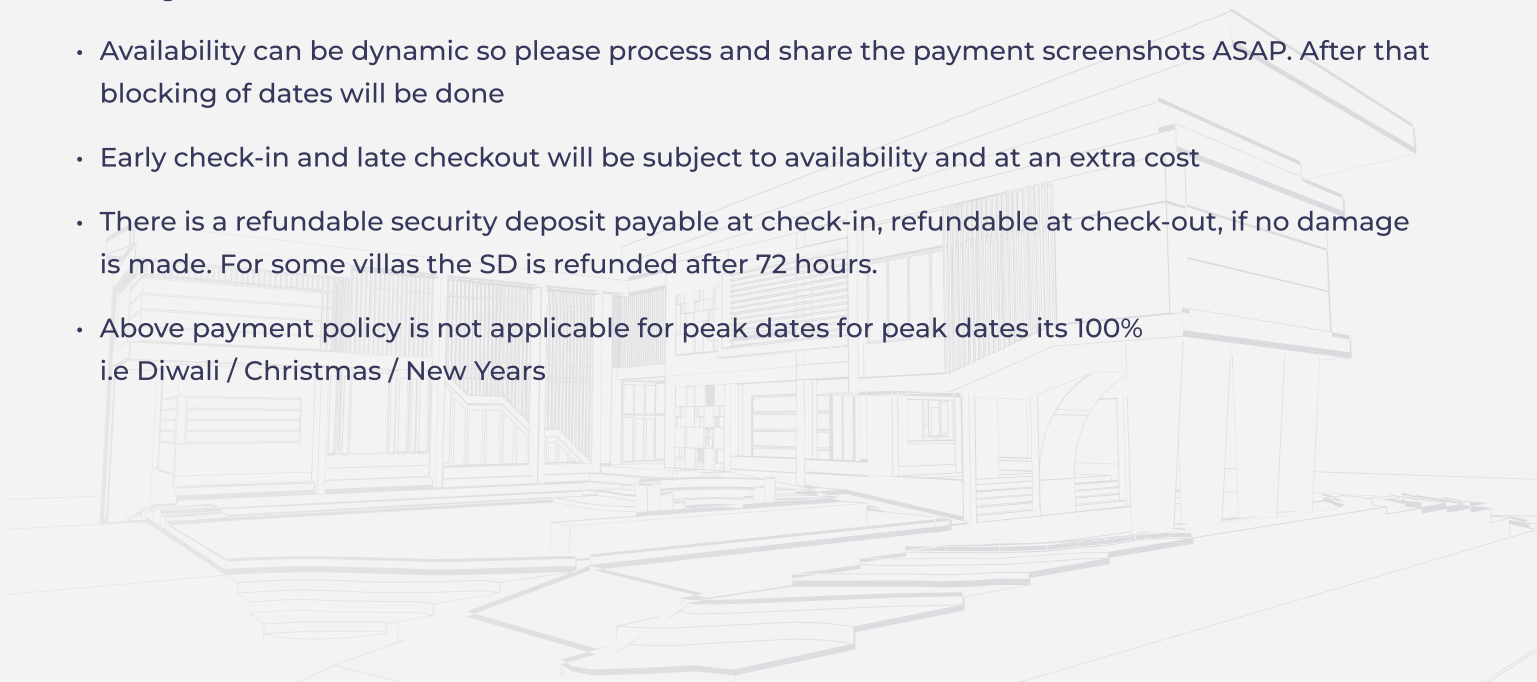 • Availability can be dynamic so please process and share the payment screenshots ASAP. After that
blocking of dates will be done
• Early check-in and late checkout will be subject to availability and at an extra cost
• There is a refundable security deposit payable at check-in, refundable at check-out, if no damage
is made. For some villas the SD is refunded after 72 hours.
• Above payment policy is not applicable for peak dates for peak dates its 100%
i.e Diwali / Christmas / New Years